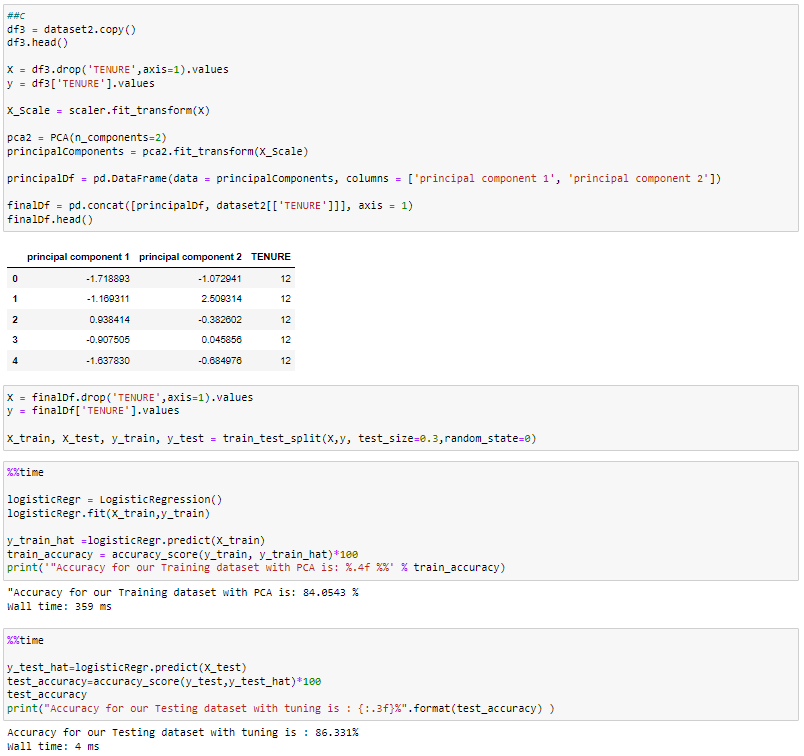 ##c
df3 = dataset2.copy()
df3.head()
X = df3.drop('TENURE',axis=1).values
y = df3['TENURE'].values
X_Scale = scaler.fit_transform(X)
pca2 = PCA(n_components=2)
principalComponents = pca2.fit_transform(X_Scale)
principalDf = pd.DataFrame(data = principalComponents, columns = ['principal component 1', 'principal component 2'])
finalDf = pd.concat([principalDf, dataset2[['TENURE']]], axis = 1)
finalDf.head()
principal component 1 principal component 2 TENURE
0 -1.718893 -1.072941 12
1 -1.169311 2.509314 12
2 0.938414 -0.382602 12
3 -0.907505 0.045856 12
4 -1.637830 -0.684976 12
X = finalDf.drop('TENURE',axis=1).values
y = finalDf['TENURE'].values
X_train, X_test, y_train, y_test = train_test_split(X,y, test_size=0.3,random_state=0)
%%time
logisticRegr = LogisticRegression()
logisticRegr.fit(X_train,y_train)
y_train_hat =logisticRegr.predict(X_train)
train_accuracy = accuracy_score(y_train, y_train_hat)*100
print('"Accuracy for our Training dataset with PCA is: %.4f %%' % train_accuracy)
"Accuracy for our Training dataset with PCA is: 84.0543 %
Wall time: 359 ms
%%time
y_test_hat=logisticRegr.predict(X_test)
test_accuracy=accuracy_score(y_test,y_test_hat)*100
test_accuracy
print("Accuracy for our Testing dataset with tuning is : {:.3f}%".format(test_accuracy) )
Accuracy for our Testing dataset with tuning is : 86.331%
Wall time: 4 ms